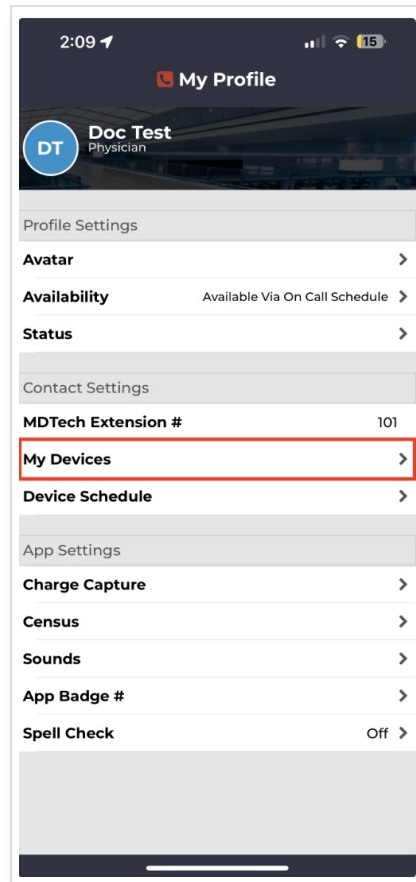 2:09 15
My Profile
DT Doc Test
Physician
Profile Settings
Avatar
Availability Available Via On Call Schedule
Status
Contact Settings
MDTech Extension # 101
My Devices
Device Schedule
App Settings
Charge Capture
Census
Sounds
App Badge #
Spell Check Off